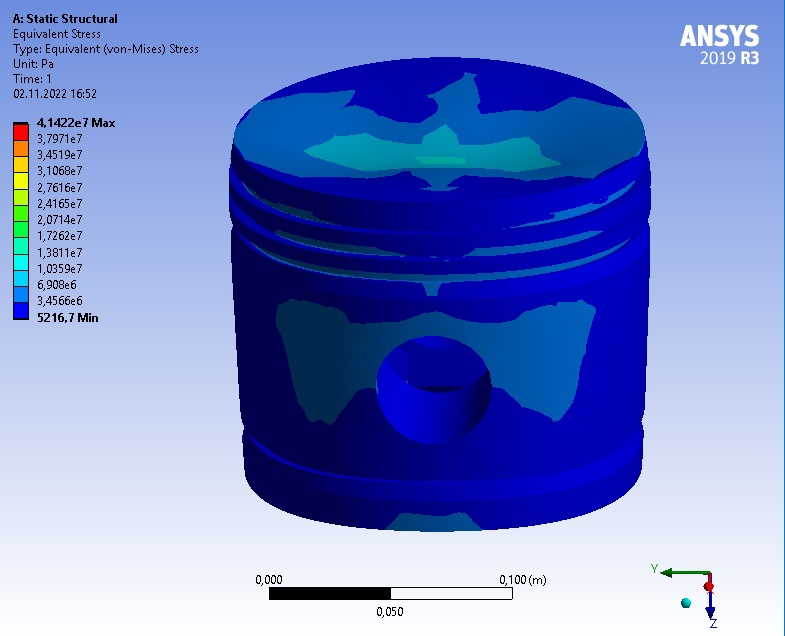 A: Static Structural
Equivalent Stress
Type: Equivalent (von-Mises) Stress
Unit: Pa
Time: 1
02.11.2022 16:52
ANSYS
2019 R3
4,1422e7 Max
3,7971e7
3,4519e7
3,1068e7
2,7616e7
2,4165e7
2,0714e7
1,7262e7
1,3811e7
1,0359e7
6,908e6
3,4566e6
5216,7 Min
0,000
0,100 (m)
0,050
Y
Z